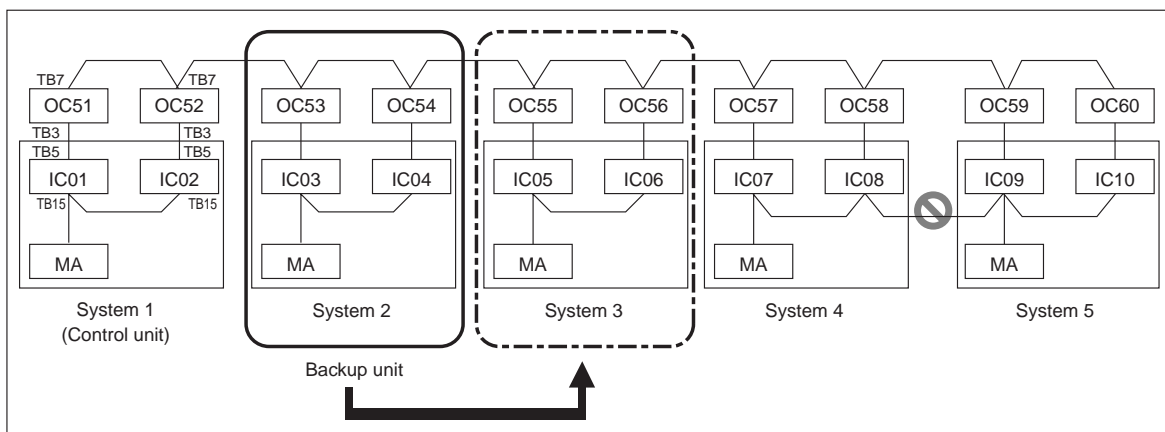 TB7 TB7
OC51 OC52 OC53 OC54 OC55 OC56 OC57 OC58 OC59 OC60
TB3 TB3
TB5 TB5
IC01 IC02 IC03 IC04 IC05 IC06 IC07 IC08 IC09 IC10
TB15 TB15
MA MA MA MA MA
System 1 System 2 System 3 System 4 System 5
(Control unit)
Backup unit